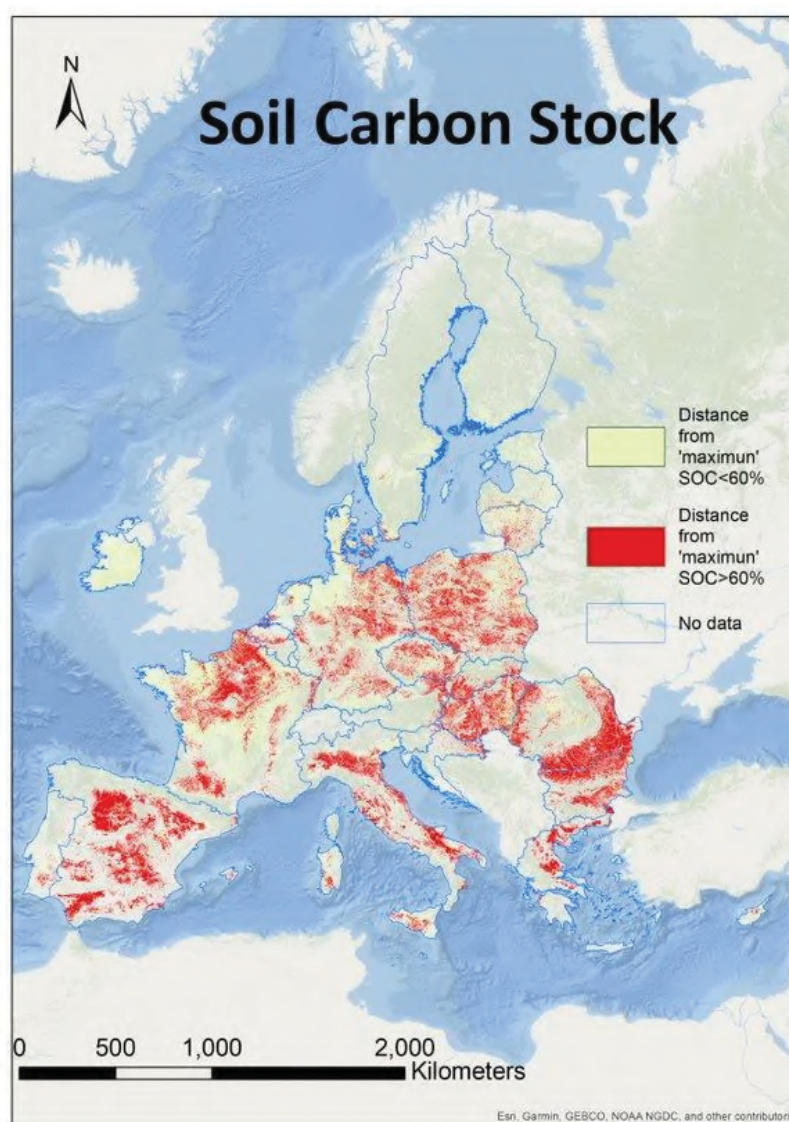 N
Soil Carbon Stock
Distance
from
'maximun'
SOC<60%
Distance
from
'maximun'
SOC>60%
No data
0 500 1,000 2,000
Kilometers
Esri, Garmin, GEBCO, NOAA NGDC, and other contributors